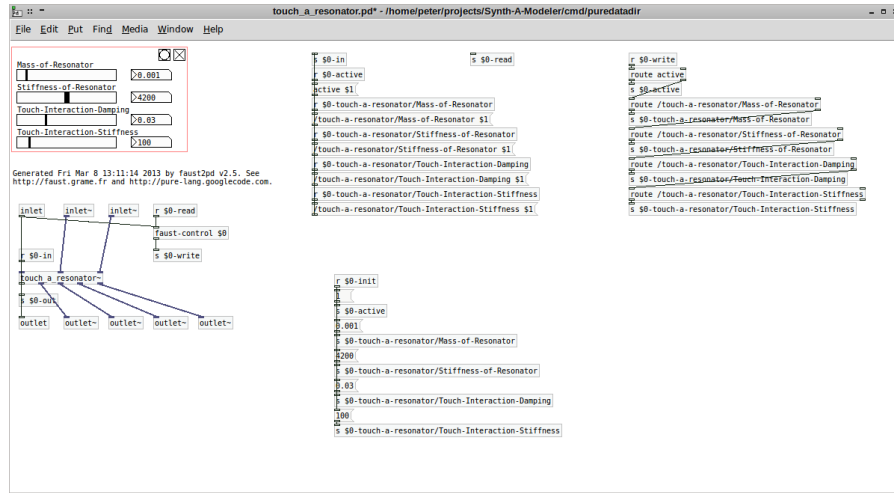 touch_a_resonator.pd* - /home/peter/projects/Synth-A-Modeler/cmd/puredatadir
File Edit Put Find Media Window Help
Mass-of-Resonator
0.001
Stiffness-of-Resonator
4200
Touch-Interaction-Damping
0.03
Touch-Interaction-Stiffness
100
Generated Fri Mar 8 13:11:14 2013 by faust2pd v2.5. See
http://faust.grame.fr and http://pure-lang.googlecode.com.
inlet inlet~ inlet~ r $0-read
faust-control $0
r $0-in s $0-write
touch_a_resonator~
s $0-out
outlet outlet~ outlet~ outlet~ outlet~
s $0-in
r $0-active
active $1
r $0-touch-a-resonator/Mass-of-Resonator
/touch-a-resonator/Mass-of-Resonator $1
r $0-touch-a-resonator/Stiffness-of-Resonator
/touch-a-resonator/Stiffness-of-Resonator $1
r $0-touch-a-resonator/Touch-Interaction-Damping
/touch-a-resonator/Touch-Interaction-Damping $1
r $0-touch-a-resonator/Touch-Interaction-Stiffness
/touch-a-resonator/Touch-Interaction-Stiffness $1
s $0-read
r $0-write
route active
s $0-active
route /touch-a-resonator/Mass-of-Resonator
s $0-touch-a-resonator/Mass-of-Resonator
route /touch-a-resonator/Stiffness-of-Resonator
s $0-touch-a-resonator/Stiffness-of-Resonator
route /touch-a-resonator/Touch-Interaction-Damping
s $0-touch-a-resonator/Touch-Interaction-Damping
route /touch-a-resonator/Touch-Interaction-Stiffness
s $0-touch-a-resonator/Touch-Interaction-Stiffness
r $0-init
1
s $0-active
0.001
s $0-touch-a-resonator/Mass-of-Resonator
4200
s $0-touch-a-resonator/Stiffness-of-Resonator
0.03
s $0-touch-a-resonator/Touch-Interaction-Damping
100
s $0-touch-a-resonator/Touch-Interaction-Stiffness